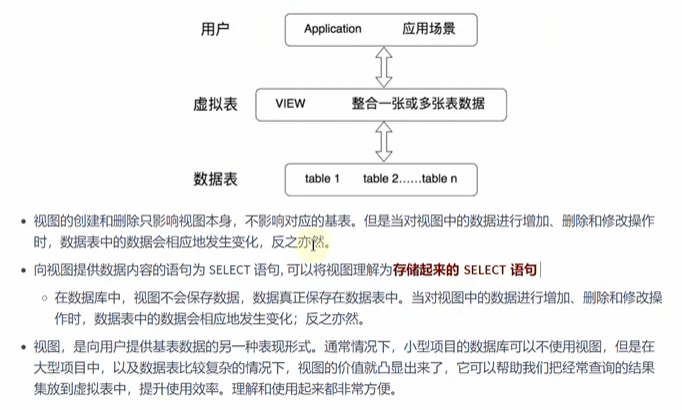 用户 Application 应用场景
虚拟表 VIEW 整合一张或多张表数据
数据表 table 1 table 2......table n
视图的创建和删除只影响视图本身，不影响对应的基表。但是当对视图中的数据进行增加、删除和修改操作
时，数据表中的数据会相应地发生变化，反之亦然。
向视图提供数据内容的语句为 SELECT 语句, 可以将视图理解为存储起来的 SELECT 语句
在数据库中，视图不会保存数据，数据真正保存在数据表中。当对视图中的数据进行增加、删除和修改操
作时，数据表中的数据会相应地发生变化；反之亦然。
视图，是向用户提供基表数据的另一种表现形式。通常情况下，小型项目的数据库可以不使用视图，但是在
大型项目中，以及数据表比较复杂的情况下，视图的价值就凸显出来了，它可以帮助我们把经常查询的结果
集放到虚拟表中，提升使用效率。理解和使用起来都非常方便。